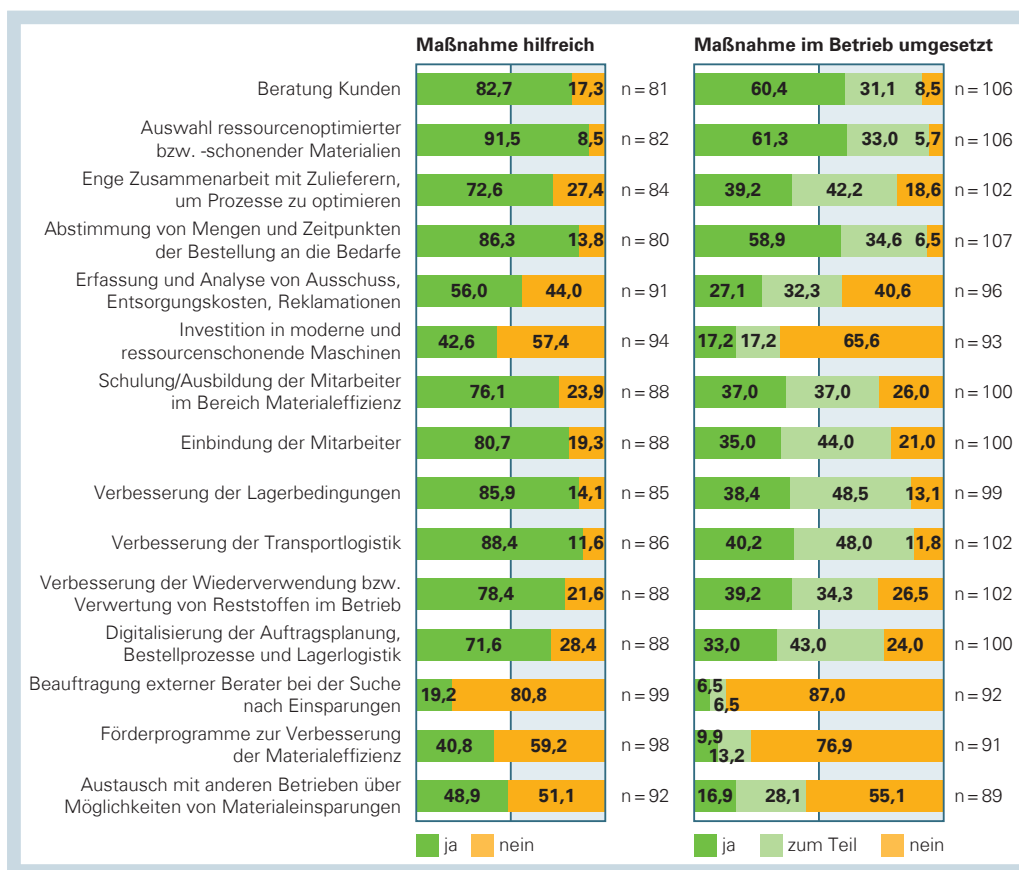 Maßnahme hilfreich Maßnahme im Betrieb umgesetzt
Beratung Kunden 82,7 17,3 n=81 60,4 31,1 8,5 n=106
Auswahl ressourcenoptimierter
bzw. -schonender Materialien 91,5 8,5 n=82 61,3 33,0 5,7 n=106
Enge Zusammenarbeit mit Zulieferern,
um Prozesse zu optimieren 72,6 27,4 n=84 39,2 42,2 18,6 n=102
Abstimmung von Mengen und Zeitpunkten
der Bestellung an die Bedarfe 86,3 13,8 n=80 58,9 34,6 6,5 n=107
Erfassung und Analyse von Ausschuss,
Entsorgungskosten, Reklamationen 56,0 44,0 n=91 27,1 32,3 40,6 n=96
Investition in moderne und
ressourcenschonende Maschinen 42,6 57,4 n=94 17,2 17,2 65,6 n=93
Schulung/Ausbildung der Mitarbeiter
im Bereich Materialeffizienz 76,1 23,9 n=88 37,0 37,0 26,0 n=100
Einbindung der Mitarbeiter 80,7 19,3 n=88 35,0 44,0 21,0 n=100
Verbesserung der Lagerbedingungen 85,9 14,1 n=85 38,4 48,5 13,1 n=99
Verbesserung der Transportlogistik 88,4 11,6 n=86 40,2 48,0 11,8 n=102
Verbesserung der Wiederverwendung bzw.
Verwertung von Reststoffen im Betrieb 78,4 21,6 n=88 39,2 34,3 26,5 n=102
Digitalisierung der Auftragsplanung,
Bestellprozesse und Lagerlogistik 71,6 28,4 n=88 33,0 43,0 24,0 n=100
Beauftragung externer Berater bei der Suche
nach Einsparungen 19,2 80,8 n=99 6,5 6,5 87,0 n=92
Förderprogramme zur Verbesserung
der Materialeffizienz 40,8 59,2 n=98 9,9 13,2 76,9 n=91
Austausch mit anderen Betrieben über
Möglichkeiten von Materialeinsparungen 48,9 51,1 n=92 16,9 28,1 55,1 n=89
ja nein ja zum Teil nein